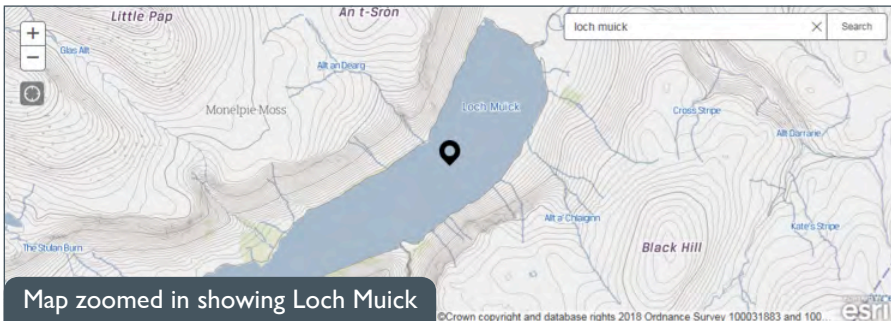 Little Pap
An t-Sròn
loch muick
Search
Glas Allt
Allt an Dearg
Monelpie Moss
Loch Muick
Cross Stripe
Allt Darrarie
Allt a' Chlaiginn
Kate's Stripe
The Stulan Burn
Black Hill
Map zoomed in showing Loch Muick
©Crown copyright and database rights 2018 Ordnance Survey 100031883 and 100...
esri